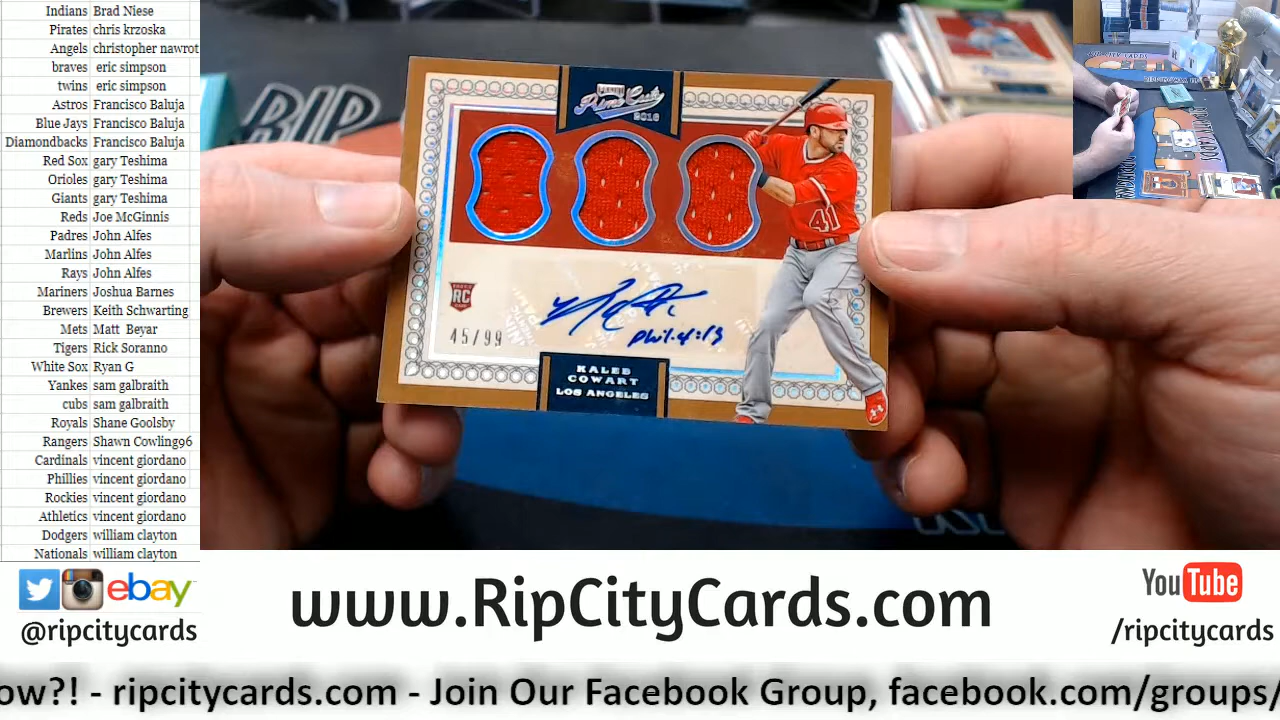 Indians Brad Niese
Pirates chris krzoska
Angels christopher nawrot
braves eric simpson
twins eric simpson
Astros Francisco Baluja
Blue Jays Francisco Baluja
Diamondbacks Francisco Baluja
Red Sox gary Teshima
Orioles gary Teshima
Giants gary Teshima
Reds Joe McGinnis
Padres John Alfes
Marlins John Alfes
Rays John Alfes
Mariners Joshua Barnes
Brewers Keith Schwarting
Mets Matt Beyar
Tigers Rick Soranno
White Sox Ryan G
Yankes sam galbraith
cubs sam galbraith
Royals Shane Goolsby
Rangers Shawn Cowling96
Cardinals vincent giordano
Phillies vincent giordano
Rockies vincent giordano
Athletics vincent giordano
Dodgers william clayton
Nationals william clayton
RIP
PANINI
Prime Cuts
2016
41
RC
45/99
Phil 4:13
KALEB
COWART
LOS ANGELES
ebay
@ripcitycards
www.RipCityCards.com
YouTube
/ripcitycards
ow?! - ripcitycards.com - Join Our Facebook Group, facebook.com/groups/